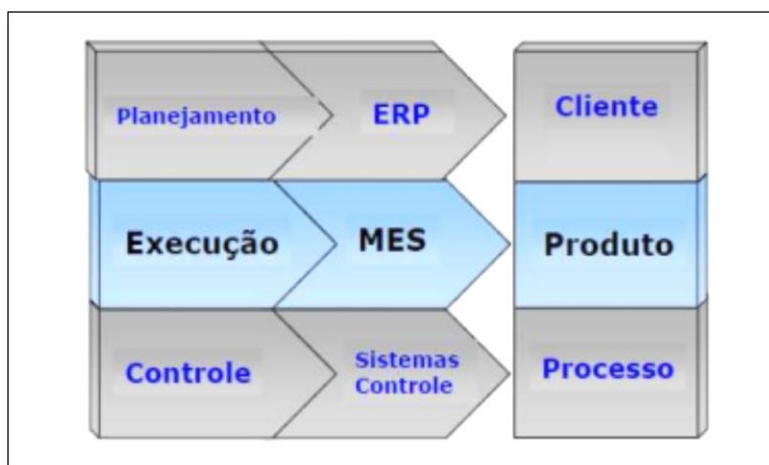 Planejamento
ERP
Cliente
Execução
MES
Produto
Controle
Sistemas
Controle
Processo